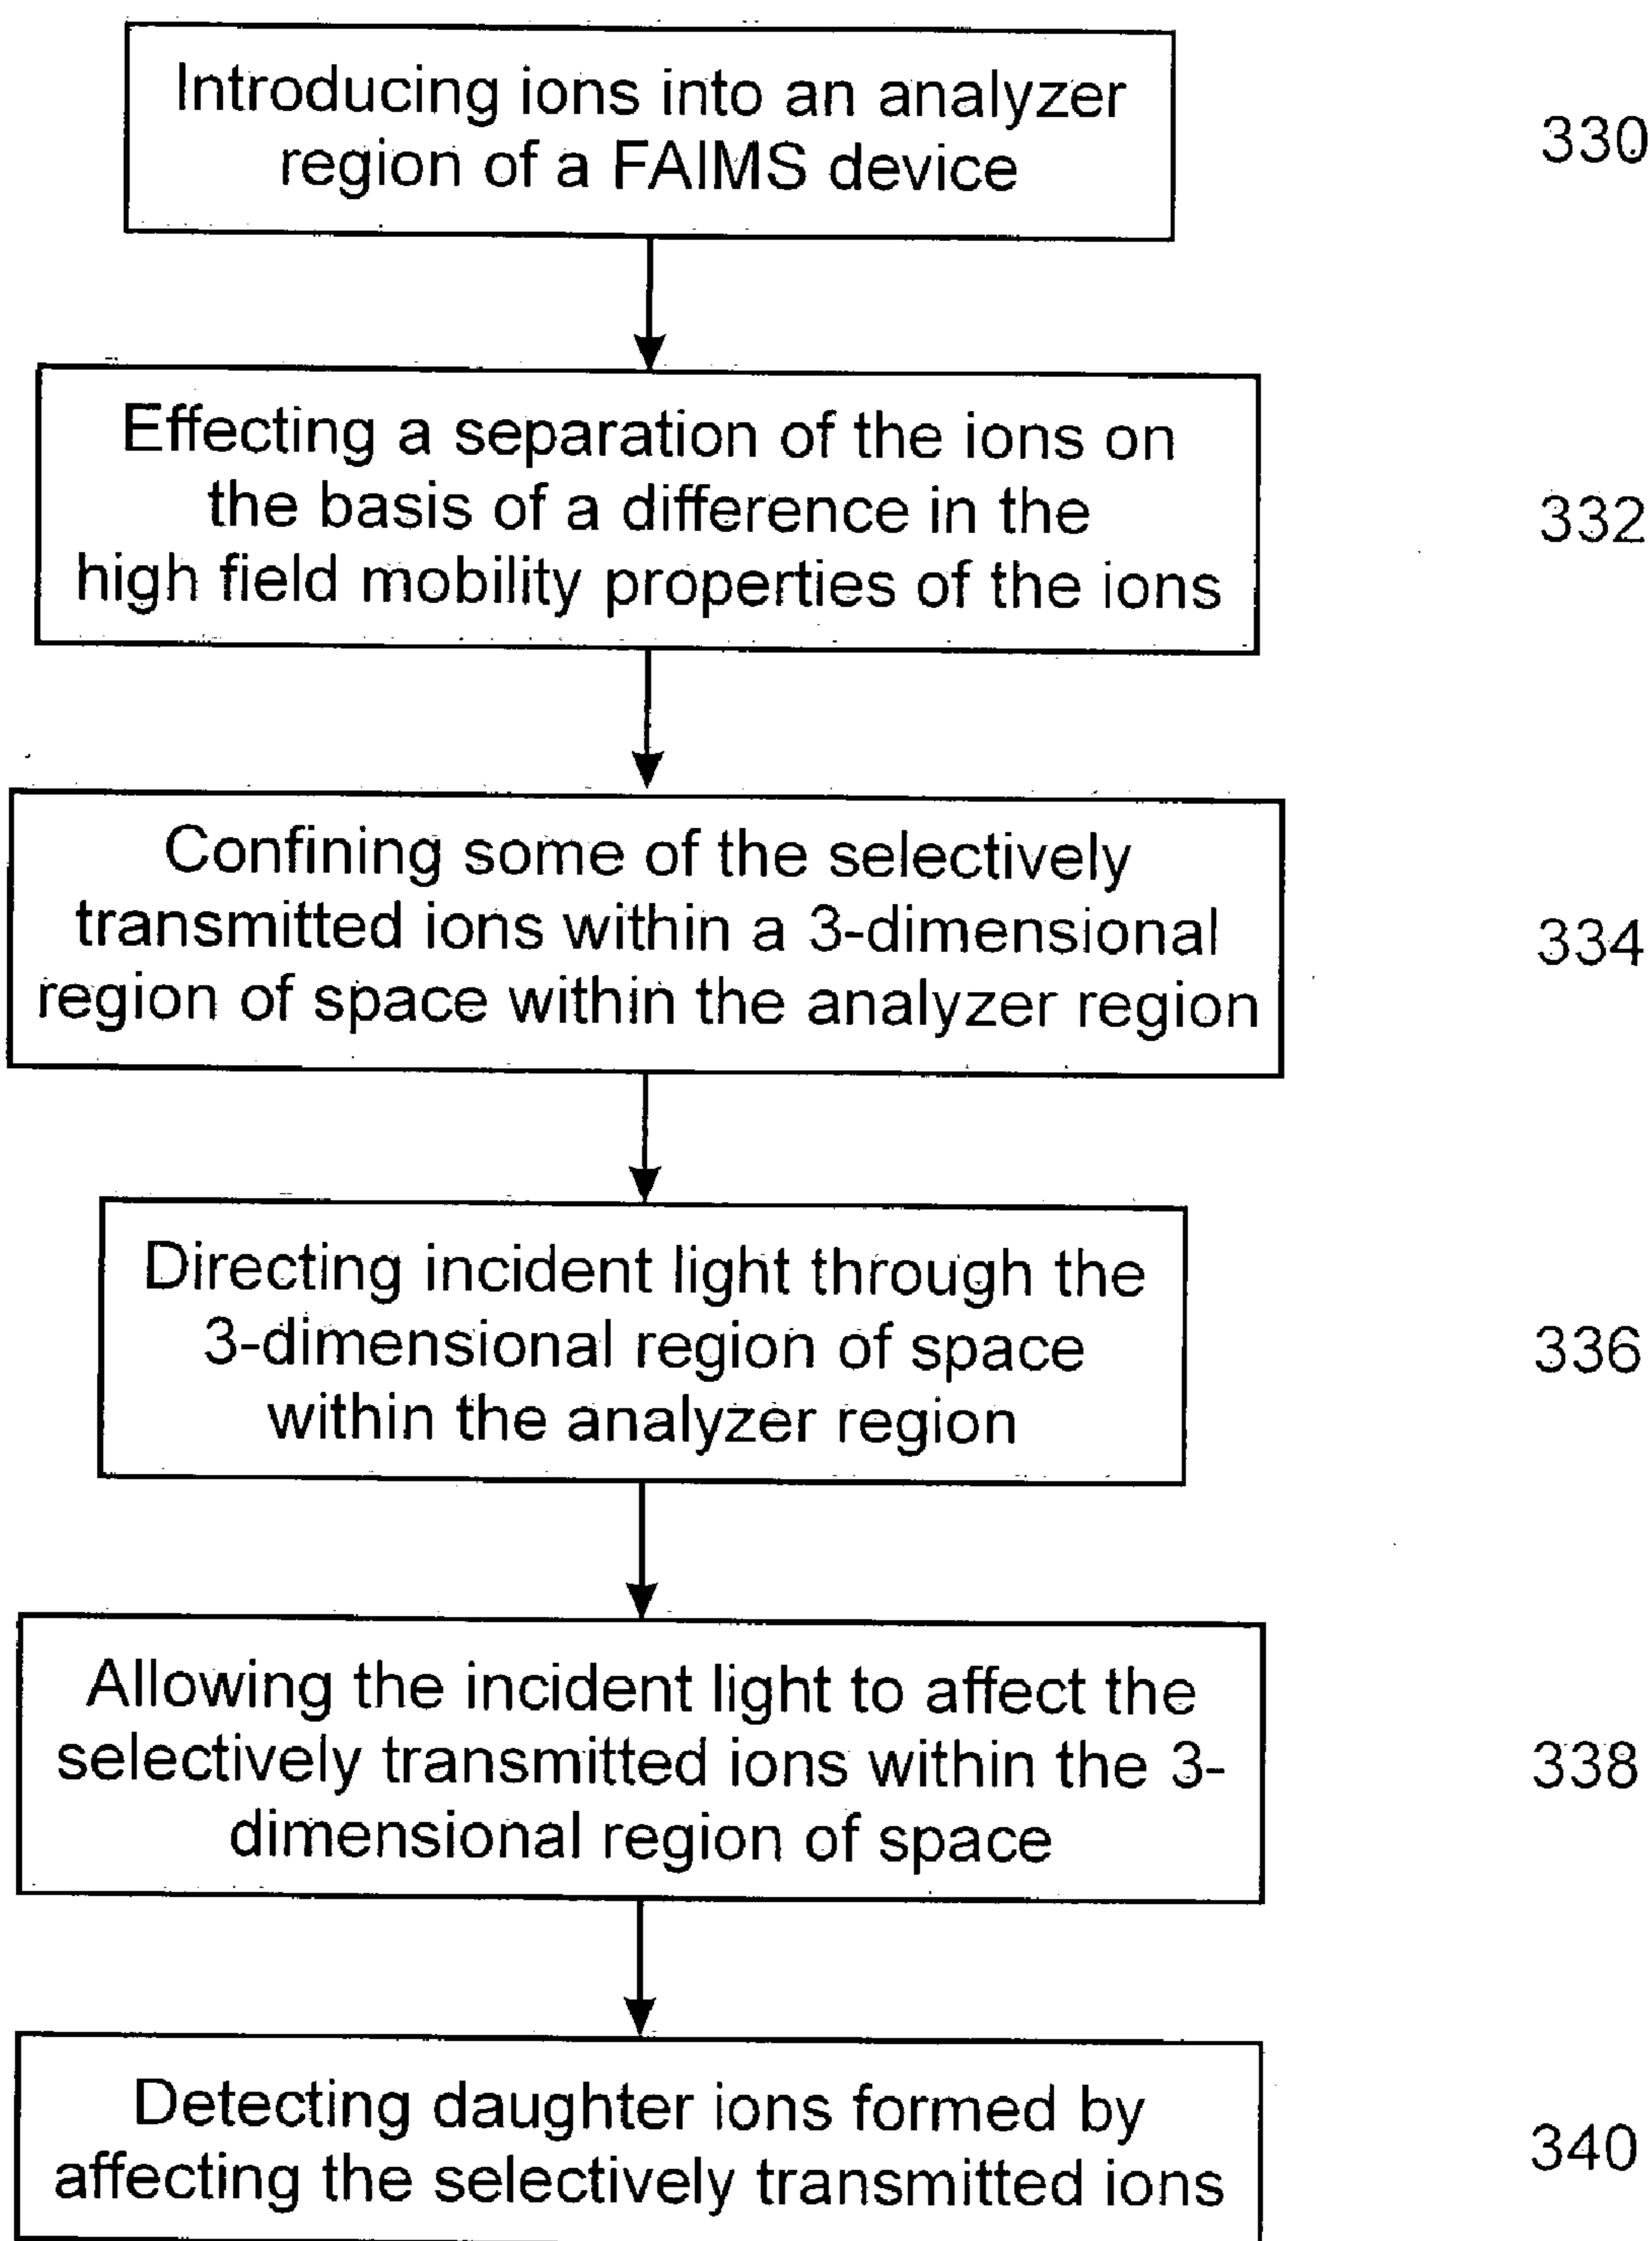 Introducing ions into an analyzer
region of a FAIMS device
330
Effecting a separation of the ions on
the basis of a difference in the
high field mobility properties of the ions
332
Confining some of the selectively
transmitted ions within a 3-dimensional
region of space within the analyzer region
334
Directing incident light through the
3-dimensional region of space
within the analyzer region
336
Allowing the incident light to affect the
selectively transmitted ions within the 3-
dimensional region of space
338
Detecting daughter ions formed by
affecting the selectively transmitted ions
340